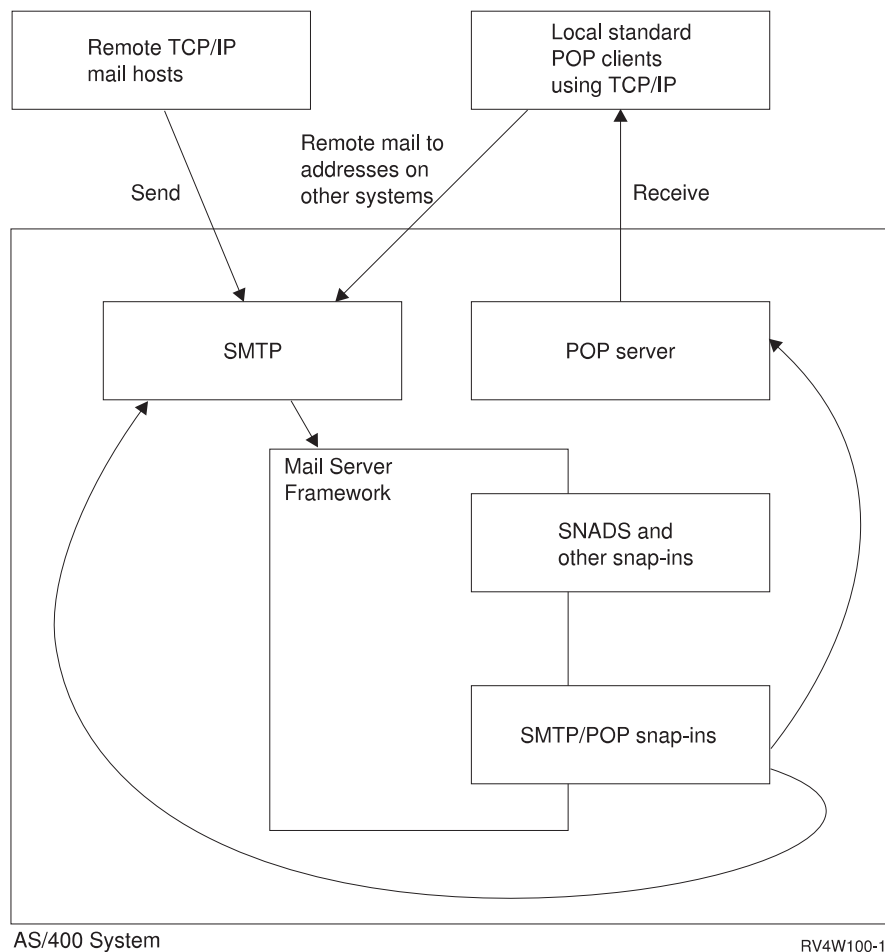 Remote TCP/IP
mail hosts
Local standard
POP clients
using TCP/IP
Remote mail to
addresses on
other systems
Send
Receive
SMTP
POP server
Mail Server
Framework
SNADS and
other snap-ins
SMTP/POP snap-ins
AS/400 System
RV4W100-1